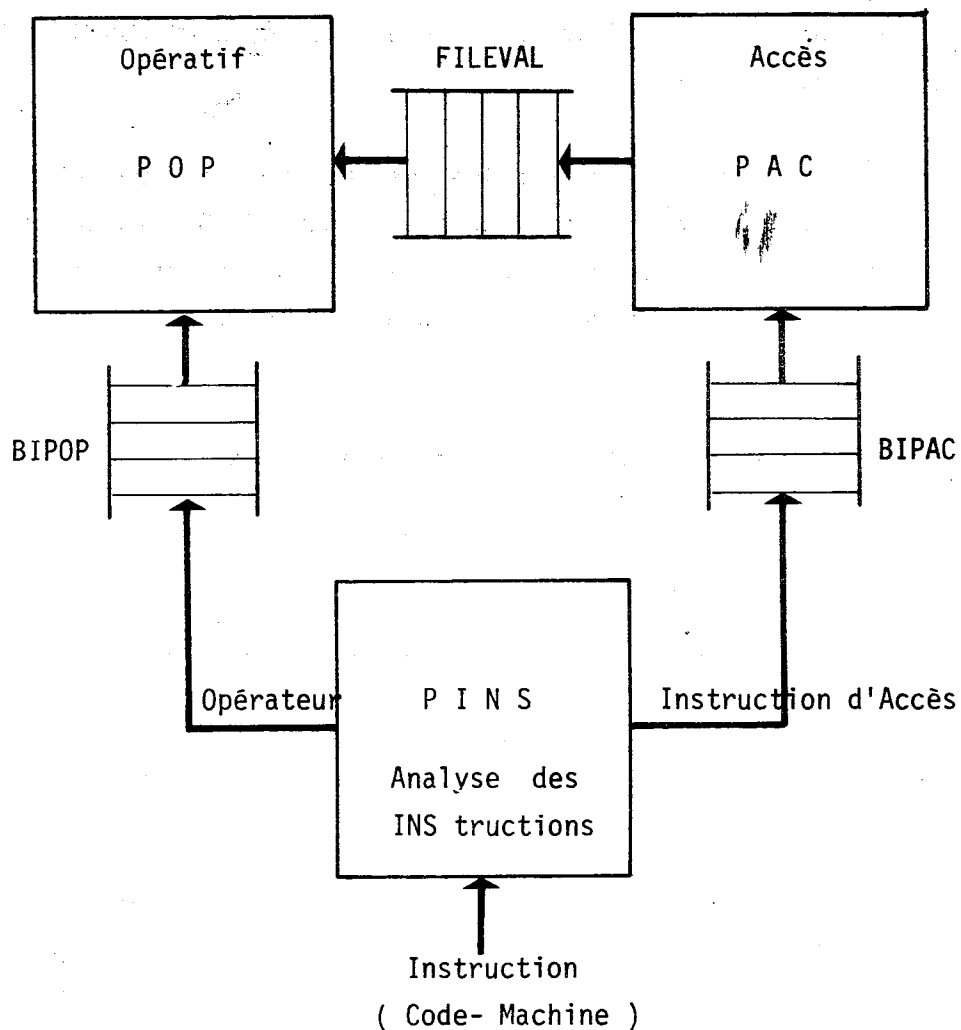 Opératif
FILEVAL
Accès
P O P
P A C
BIPOP
BIPAC
Opérateur
P I N S
Instruction d'Accès
Analyse des
INS tructions
Instruction
( Code- Machine )